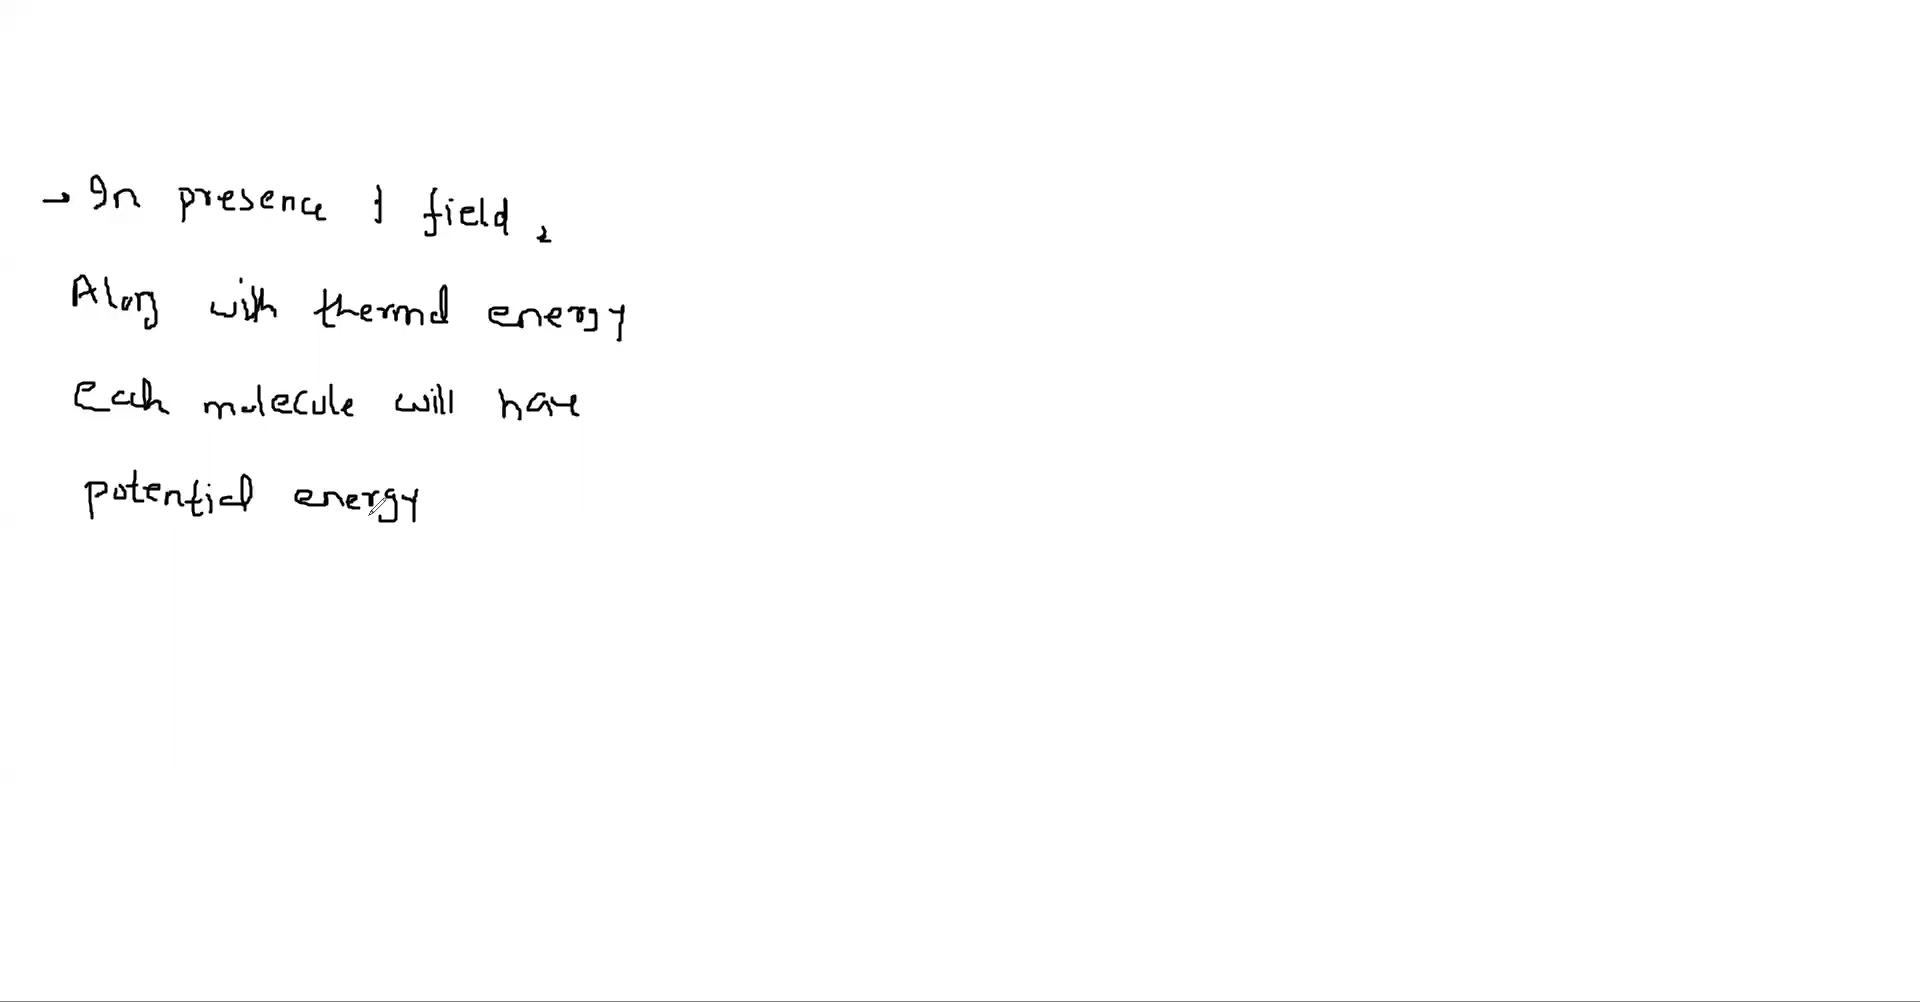 → In presence of field,
Along with thermal energy
Each molecule will have
potential energy